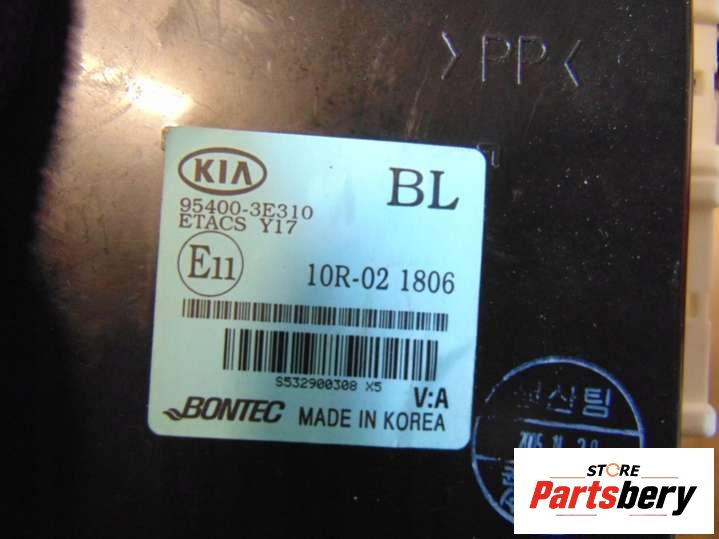 >PP<
KIA
BL
95400-3E310
ETACS Y17
E11
10R-02 1806
S532900308 X5
V:A
BONTEC MADE IN KOREA
STORE
Partsbery